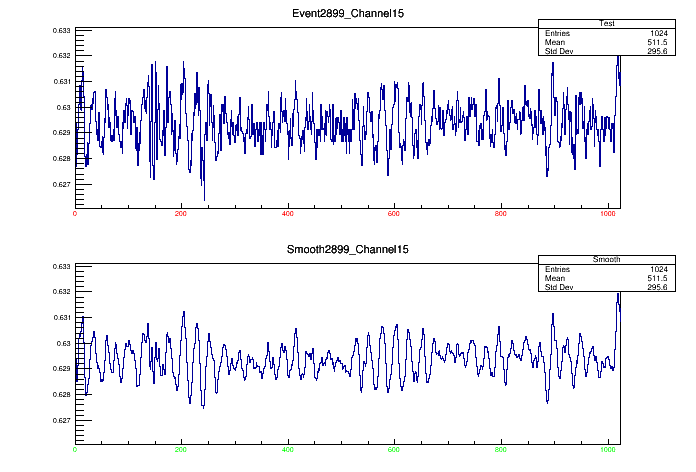 Event2899_Channel15
Test
Entries 1024
Mean 511.5
Std Dev 295.6
0.633
0.632
0.631
0.63
0.629
0.628
0.627
0 200 400 600 800 1000
Smooth2899_Channel15
Smooth
Entries 1024
Mean 511.5
Std Dev 295.6
0.633
0.632
0.631
0.63
0.629
0.628
0.627
0 200 400 600 800 1000